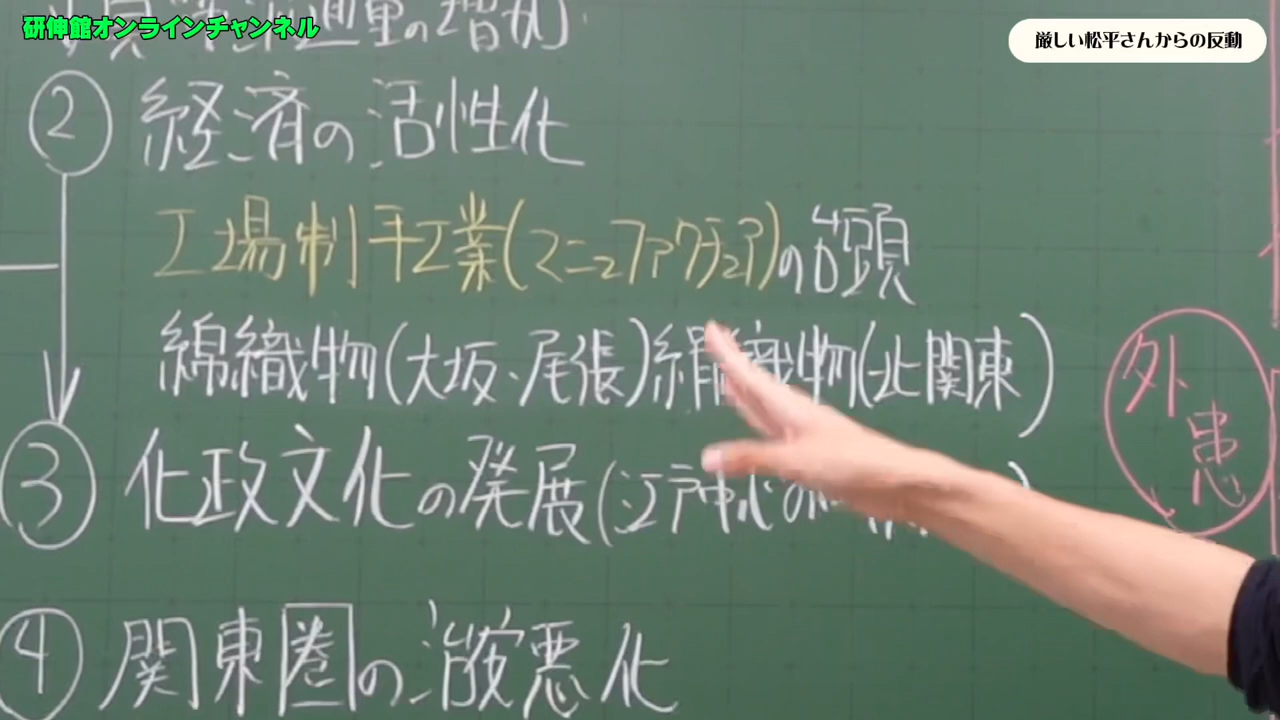 研伸館オンラインチャンネル
厳しい松平さんからの反動
の増加
② 経済の活性化
工場制手工業(マニュファクチュア)の台頭
綿織物(大坂、尾張)絹織物(北関東)
③ 化政文化の発展(江戸中心の
④ 関東圏の治安悪化
外患